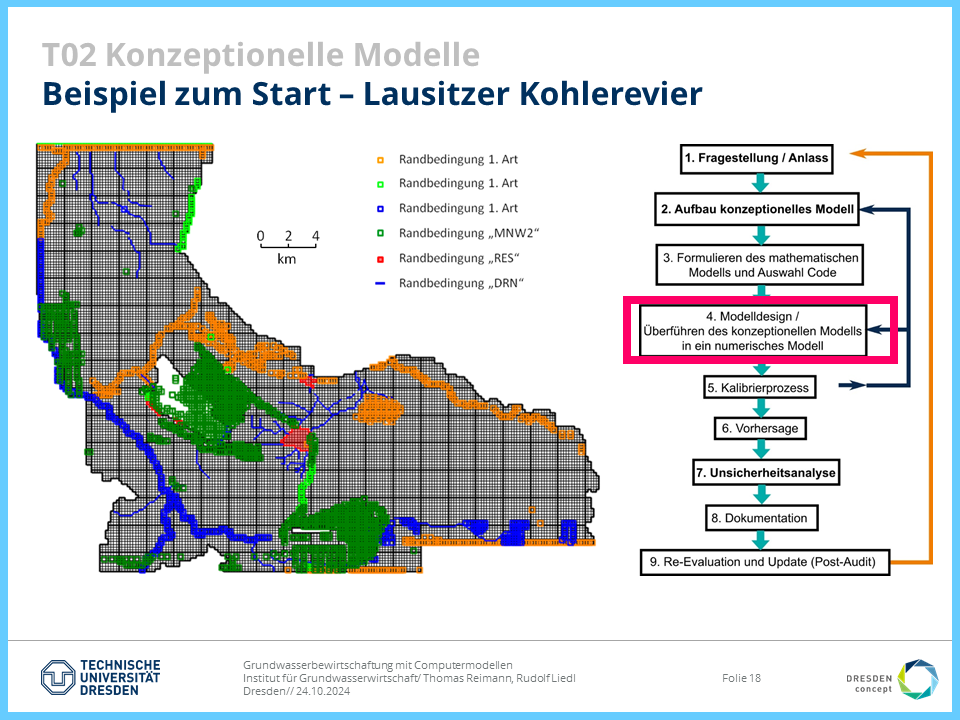 T02 Konzeptionelle Modelle
Beispiel zum Start – Lausitzer Kohlerevier
Randbedingung 1. Art
Randbedingung 1. Art
Randbedingung 1. Art
Randbedingung „MNW2“
Randbedingung „RES“
Randbedingung „DRN“
0 2 4
km
1. Fragestellung / Anlass
2. Aufbau konzeptionelles Modell
3. Formulieren des mathematischen
Modells und Auswahl Code
4. Modelldesign /
Überführen des konzeptionellen Modells
in ein numerisches Modell
5. Kalibrierprozess
6. Vorhersage
7. Unsicherheitsanalyse
8. Dokumentation
9. Re-Evaluation und Update (Post-Audit)
TECHNISCHE
UNIVERSITÄT
DRESDEN
Grundwasserbewirtschaftung mit Computermodellen
Institut für Grundwasserwirtschaft/ Thomas Reimann, Rudolf Liedl
Dresden// 24.10.2024
Folie 18
DRESDEN
concept